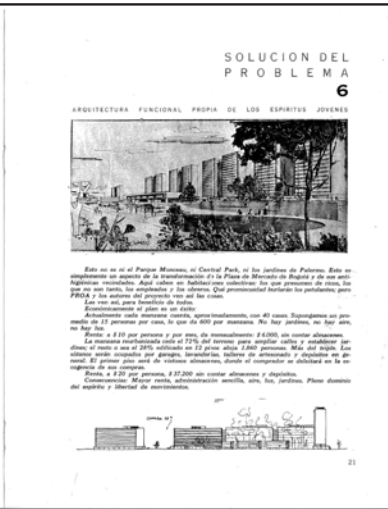 SOLUCION DEL
PROBLEMA
6
ARQUITECTURA FUNCIONAL PROPIA DE LOS ESPIRITUS JOVENES
Esto no es ni el Parque Monceau, ni Central Park, ni los jardines de Palermo. Esto es
simplemente un aspecto de la transformación de la Plaza de Mercado de Bogotá y de sus anti-
higiénicas vecindades. Aquí caben en habitaciones colectivas: los que presumen de ricos, los
que no son tanto, los empleados y los obreros. Qué promiscuidad burlarán los petulantes; pero
PROA y los autores del proyecto ven así las cosas.
Las ven así, para beneficio de todos.
Económicamente el plan es un éxito:
Actualmente cada manzana cuenta, aproximadamente, con 40 casas. Supongamos un pro-
medio de 15 personas por casa, lo que da 600 por manzana. No hay jardines, no hay aire,
no hay luz.
Renta: a $ 10 por persona y por mes, da mensualmente: $ 6.000, sin contar almacenes.
La manzana reurbanizada cede el 72% del terreno para ampliar calles y establecer jar-
dines; el resto o sea el 28% edificado en 12 pisos aloja 1.860 personas. Más del triple. Los
sótanos serán ocupados por garajes, lavanderías, talleres de artesonado y depósitos en ge-
neral. El primer piso será de vistosos almacenes, donde el comprador se deleitará en la es-
cogencia de sus compras.
Renta, a $ 20 por persona, $ 37.200 sin contar almacenes y depósitos.
Consecuencias: Mayor renta, administración sencilla, aire, luz, jardines. Pleno dominio
del espíritu y libertad de movimientos.
21